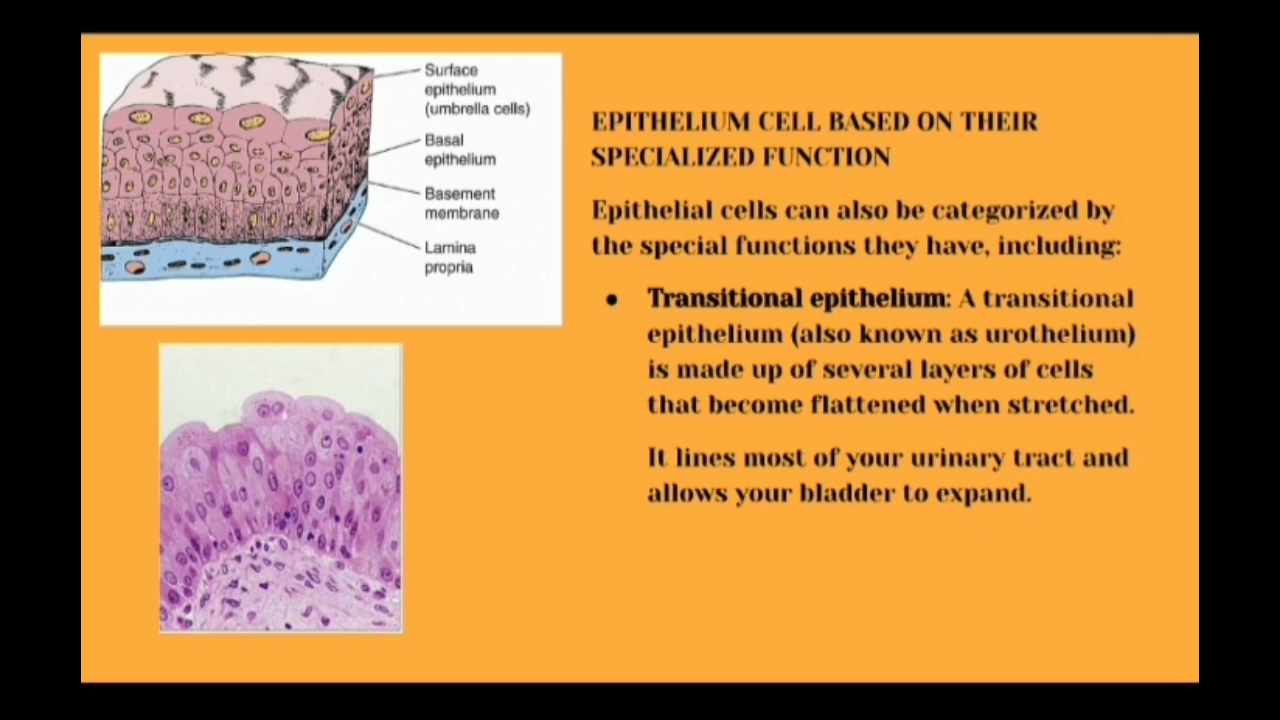 Surface
epithelium
(umbrella cells)
Basal
epithelium
Basement
membrane
Lamina
propria
EPITHELIUM CELL BASED ON THEIR
SPECIALIZED FUNCTION
Epithelial cells can also be categorized by
the special functions they have, including:
● Transitional epithelium: A transitional
epithelium (also known as urothelium)
is made up of several layers of cells
that become flattened when stretched.
It lines most of your urinary tract and
allows your bladder to expand.